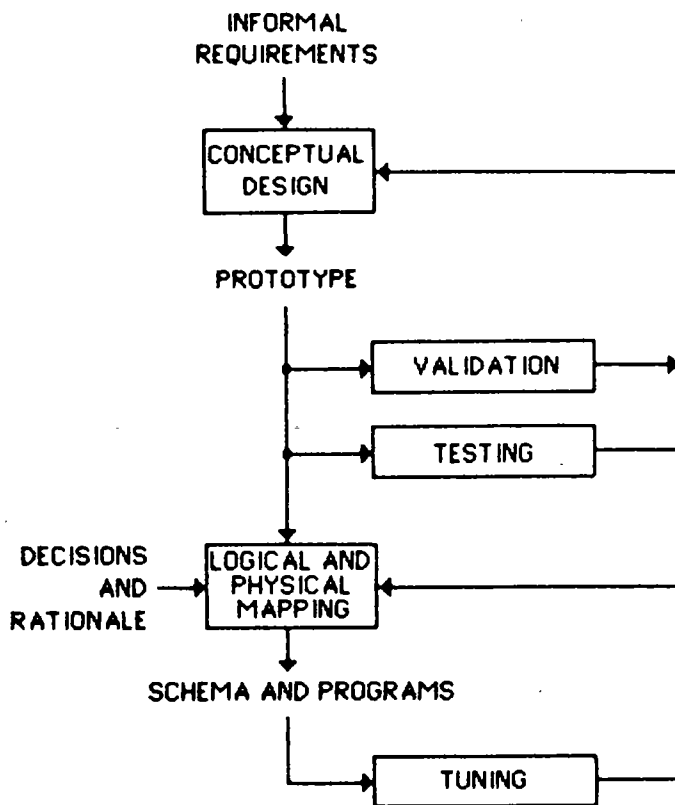 INFORMAL
REQUIREMENTS
CONCEPTUAL
DESIGN
PROTOTYPE
VALIDATION
TESTING
DECISIONS
AND
RATIONALE
LOGICAL AND
PHYSICAL
MAPPING
SCHEMA AND PROGRAMS
TUNING